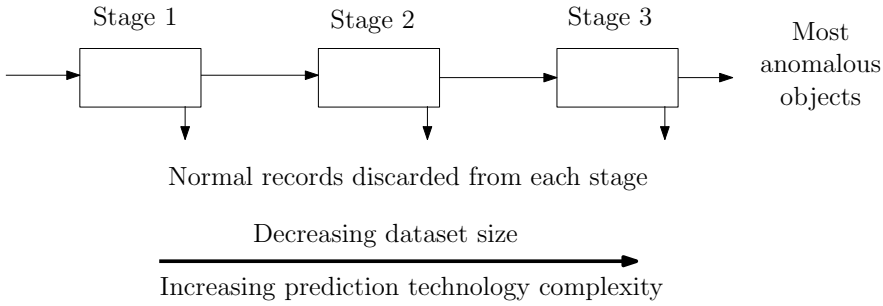 Stage 1
Stage 2
Stage 3
Most
anomalous
objects
Normal records discarded from each stage
Decreasing dataset size
Increasing prediction technology complexity